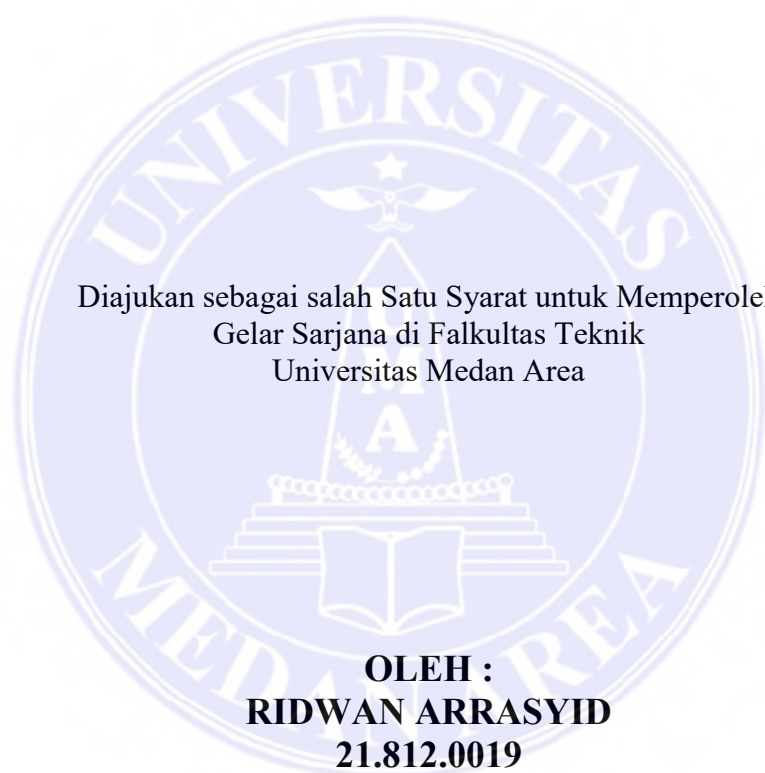 UNIVERSITAS
Diajukan sebagai salah Satu Syarat untuk Memperoleh
Gelar Sarjana di Falkultas Teknik
Universitas Medan Area
U
M
A
MEDAN AREA
OLEH :
RIDWAN ARRASYID
21.812.0019